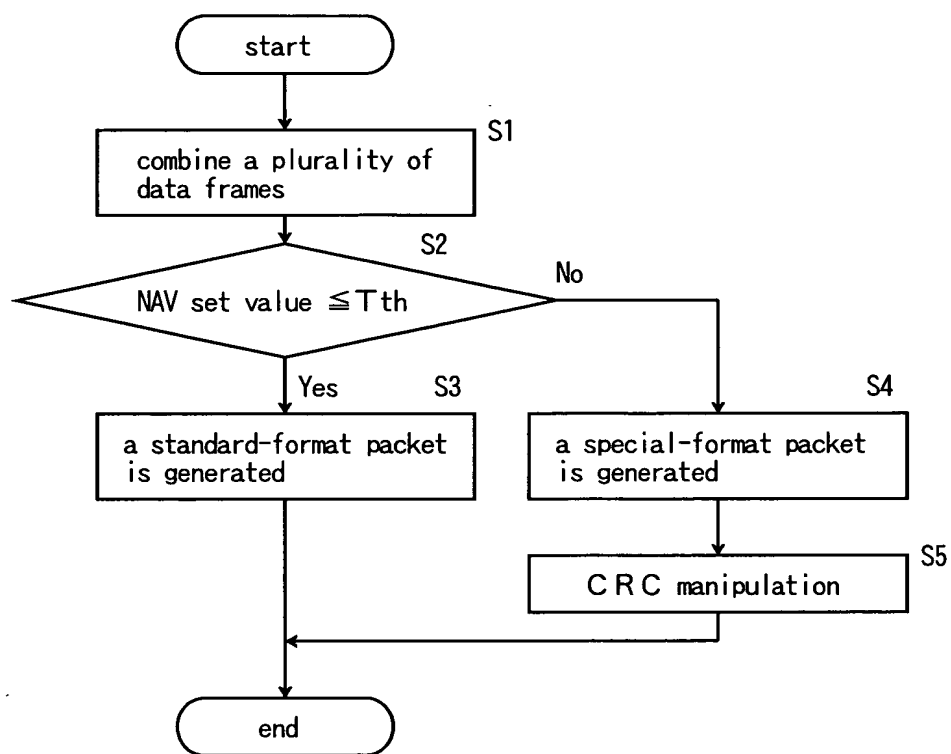 start
S1
combine a plurality of
data frames
S2
NAV set value ≦Tth
No
Yes
S3
S4
a standard-format packet
is generated
a special-format packet
is generated
S5
CRC manipulation
end